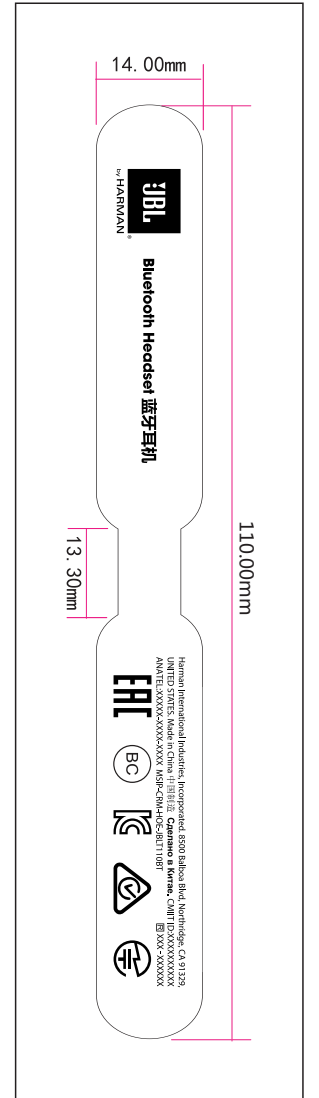 14.00mm
JBL
by HARMAN®
Bluetooth Headset 蓝牙耳机
110.00mm
13.30mm
Harman International Industries, Incorporated. 8500 Balboa Blvd, Northridge, CA 91329,
UNITED STATES. Made in China 中国制造 Сделано в Китае, CMIIT ID:XXXXXXXXXX
ANATEL:XXXXX-XXXX-XXXX MSIP-CRM-HOE-JBLT110BT XXX-XXXXXX
EAC
BC